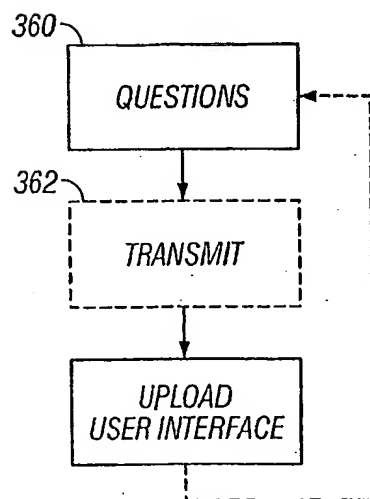 360
QUESTIONS
362
TRANSMIT
UPLOAD
USER INTERFACE